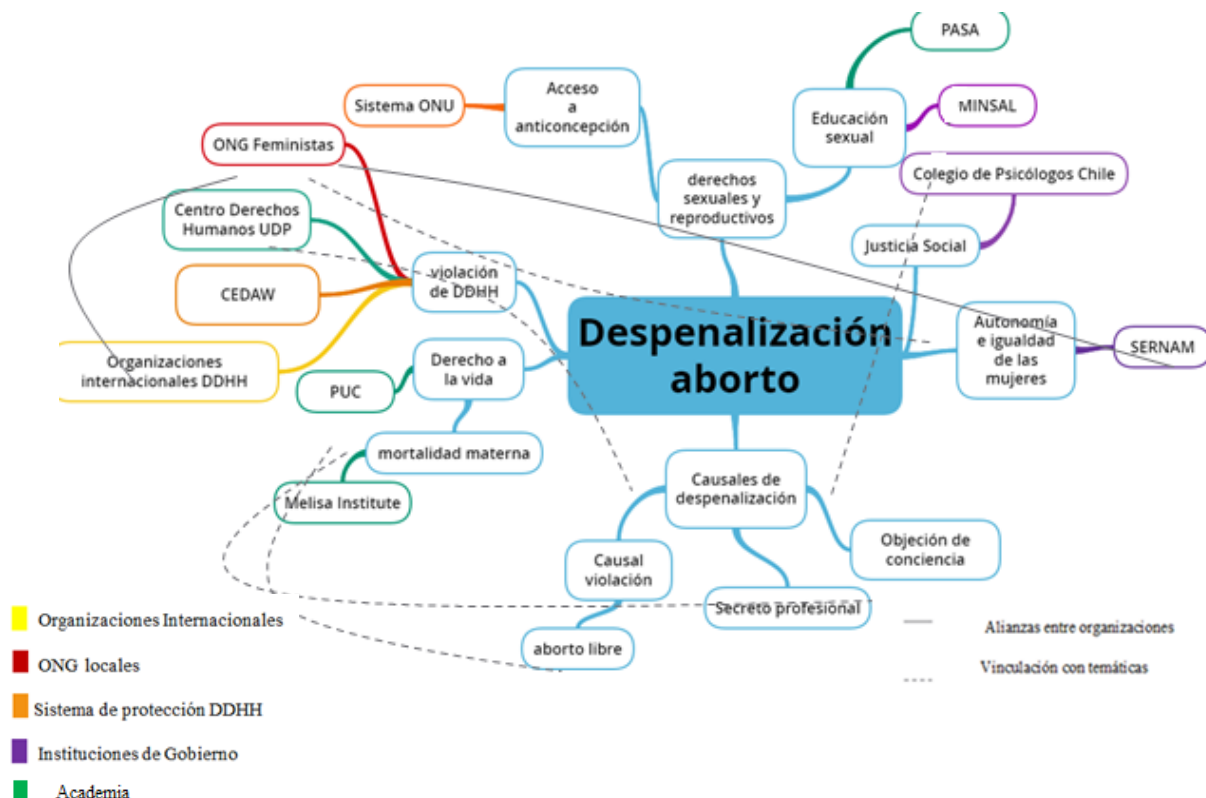 PASA
Acceso
a
anticoncepción
Sistema ONU
Educación
sexual
MINSAL
ONG Feministas
derechos
sexuales y
reproductivos
Colegio de Psicólogos Chile
Centro Derechos
Humanos UDP
Justicia Social
violación
de DDHH
CEDAW
Despenalización
aborto
Autonomía
e igualdad
de las
mujeres
SERNAM
Organizaciones
internacionales DDHH
Derecho a
la vida
PUC
mortalidad materna
Melisa Institute
Causales de
despenalización
Objeción de
conciencia
Causal
violación
Secreto profesional
aborto libre
Organizaciones Internacionales
ONG locales
Sistema de protección DDHH
Instituciones de Gobierno
Academia
Alianzas entre organizaciones
Vinculación con temáticas